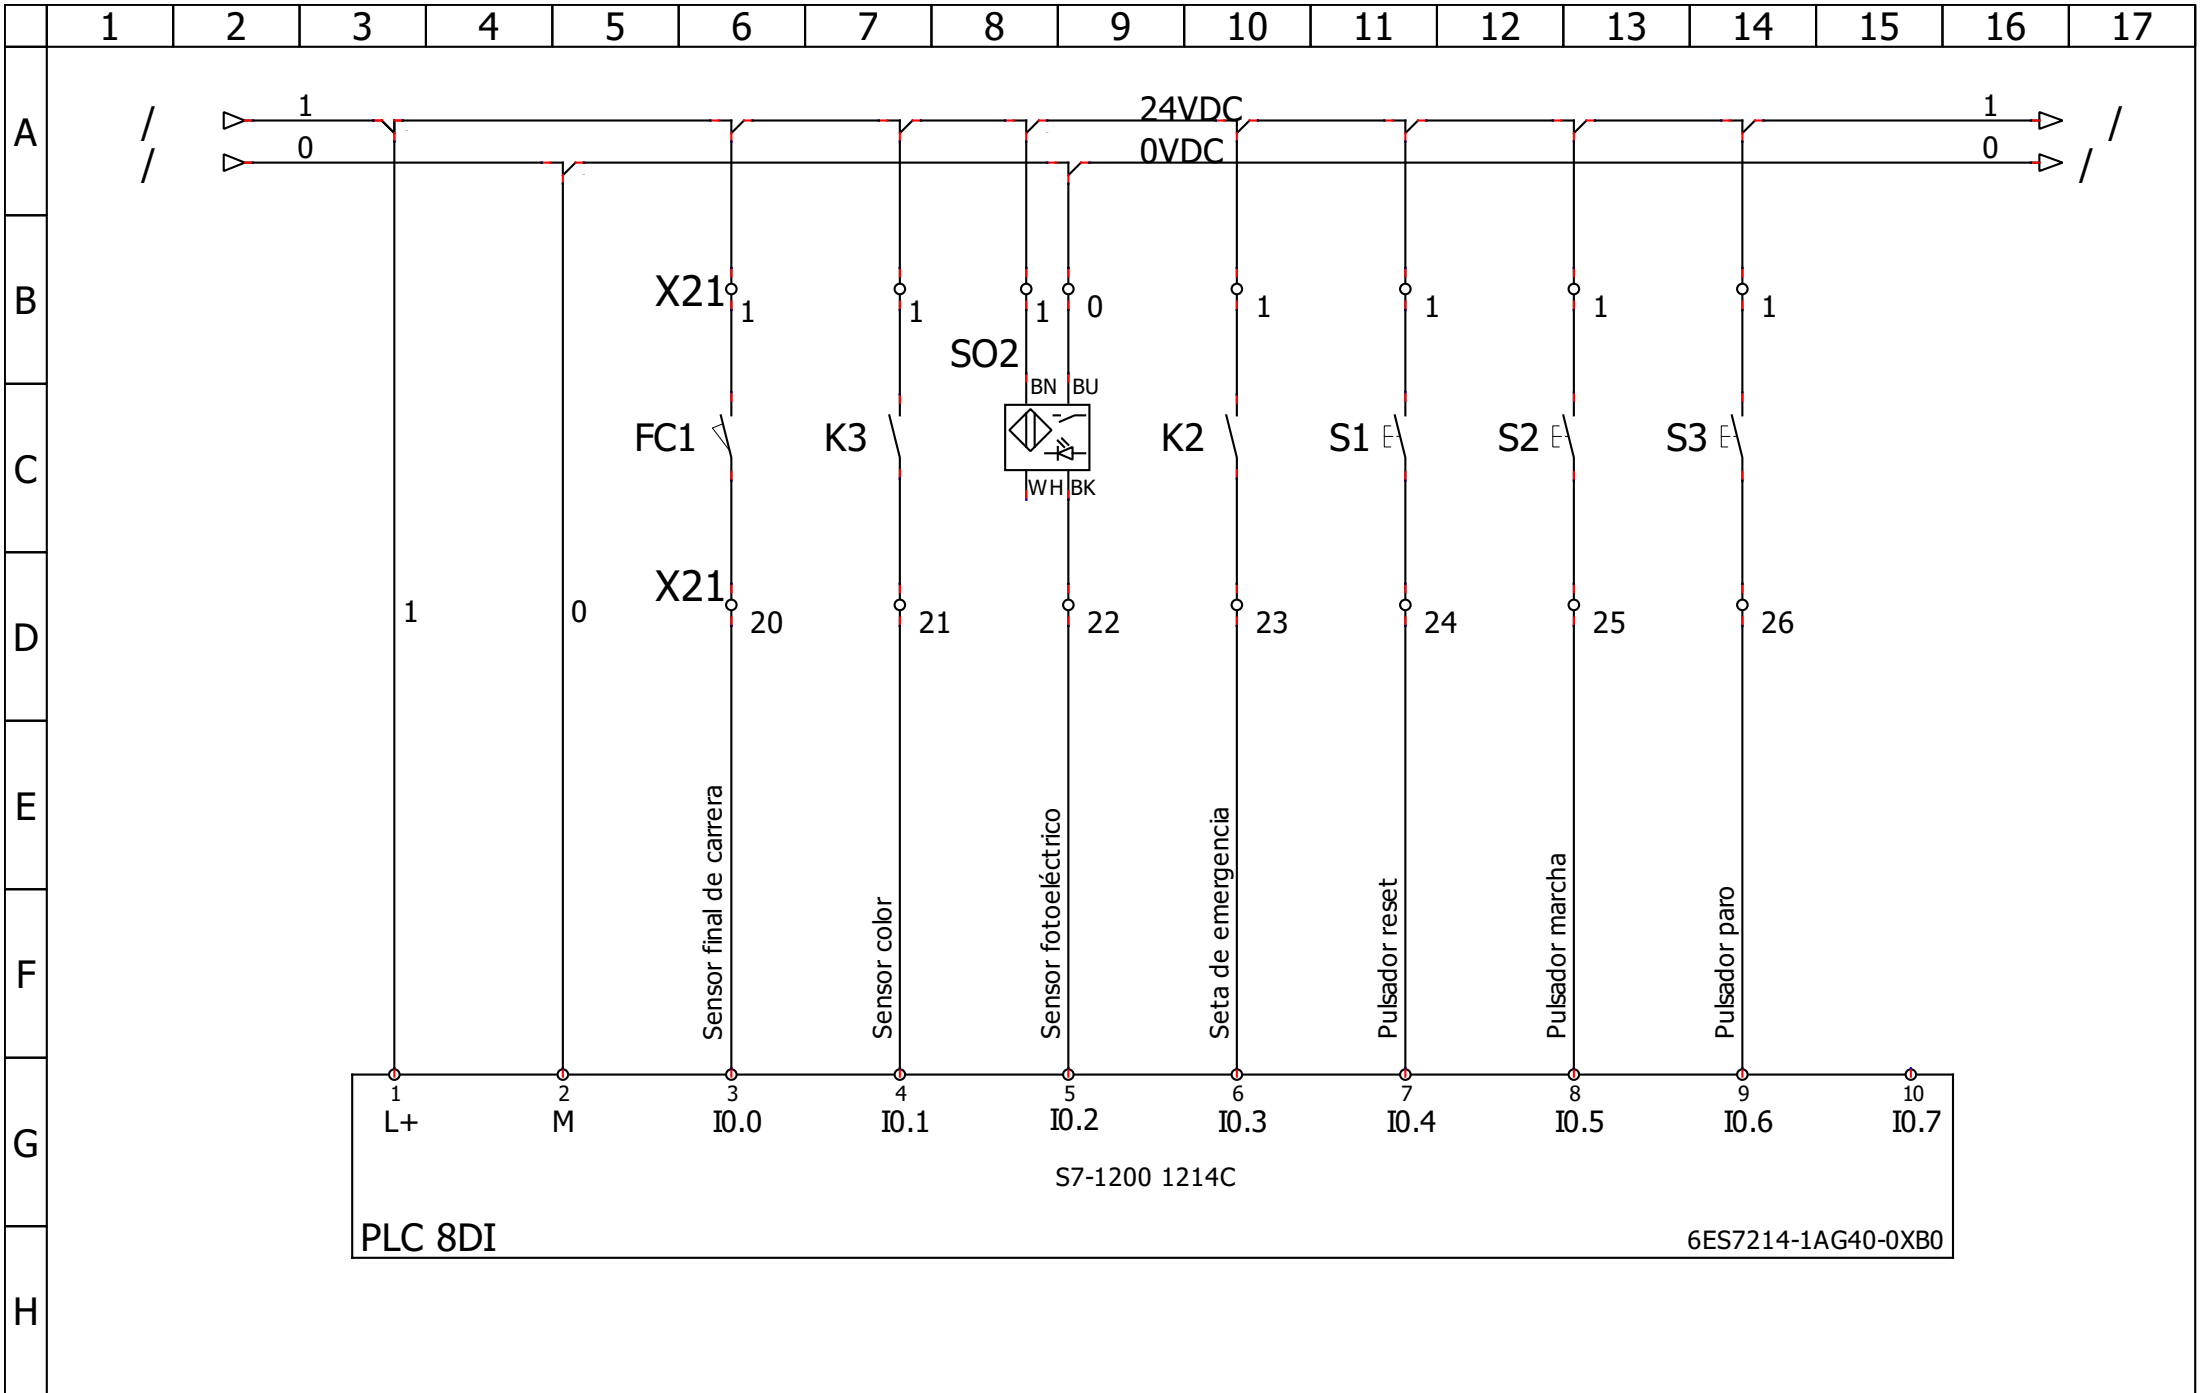 1 2 3 4 5 6 7 8 9 10 11 12 13 14 15 16 17
A
/ 1 24VDC 1 /
/ 0 0VDC 0 /
B
X21 1 1 1 0 1 1 1 1
SO2
BN BU
C
FC1 K3 K2 S1 S2 S3
WH BK
D
X21
1 0 20 21 22 23 24 25 26
E
Sensor final de carrera
Sensor color
Sensor fotoeléctrico
Seta de emergencia
Pulsador reset
Pulsador marcha
Pulsador paro
F
1 2 3 4 5 6 7 8 9 10
L+ M I0.0 I0.1 I0.2 I0.3 I0.4 I0.5 I0.6 I0.7
G
S7-1200 1214C
PLC 8DI 6ES7214-1AG40-0XB0
H